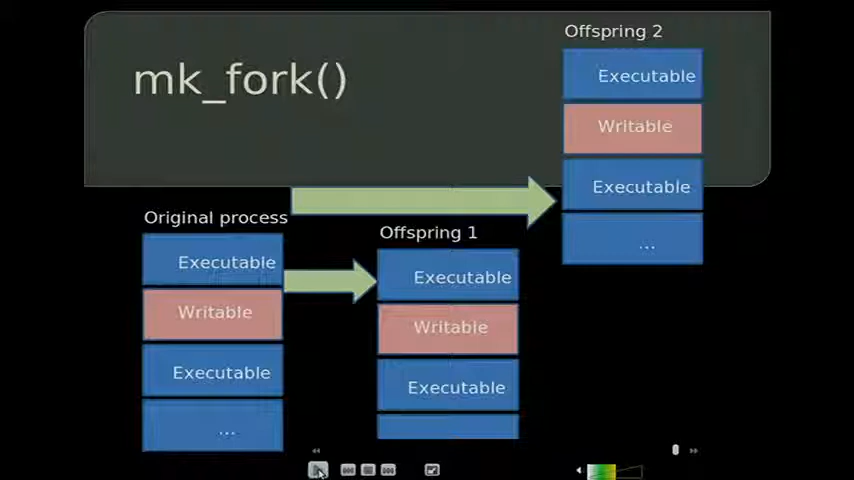 mk_fork()
Offspring 2
Executable
Writable
Executable
...
Original process
Executable
Writable
Executable
...
Offspring 1
Executable
Writable
Executable